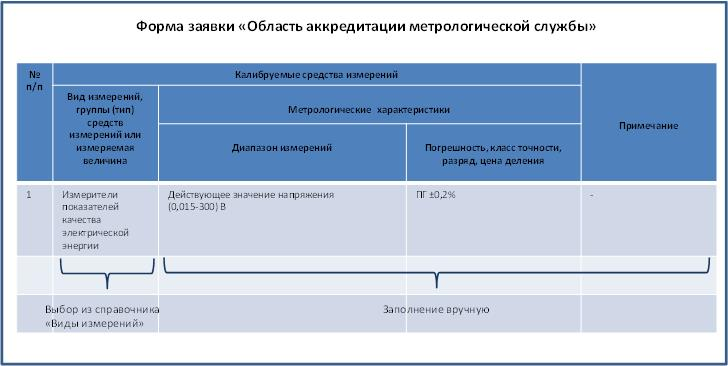 Форма заявки «Область аккредитации метрологической службы»
№
п/п
Калибруемые средства измерений
Примечание
Вид измерений,
группы (тип)
средств
измерений или
измеряемая
величина
Метрологические характеристики
Диапазон измерений
Погрешность, класс точности,
разряд, цена деления
1
Измерители
показателей
качества
электрической
энергии
Действующее значение напряжения
(0,015-300) В
ПГ ±0,2%
-
Выбор из справочника
«Виды измерений»
Заполнение вручную